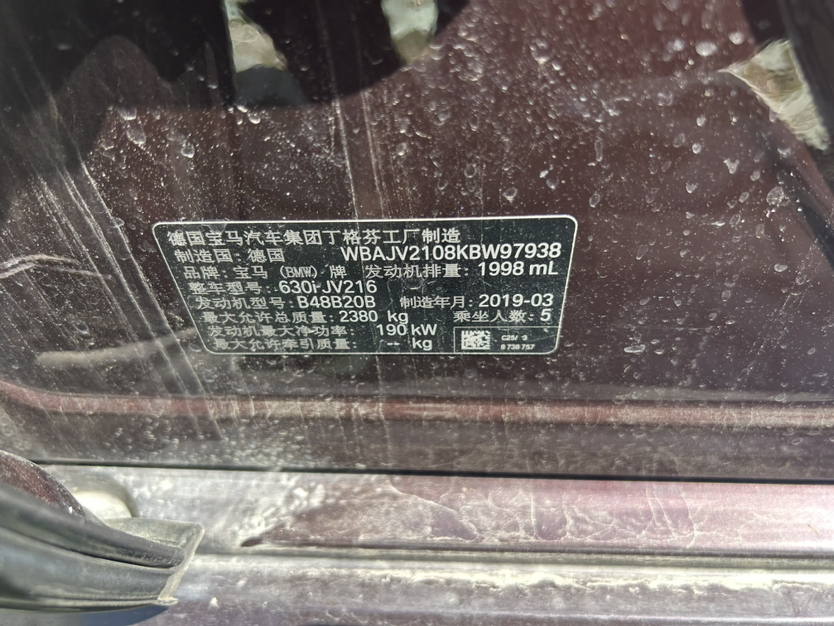 德国宝马汽车集团丁格芬工厂制造
制造国: 德国 WBAJV2108KBW97938
品牌: 宝马 (BMW) 牌 发动机排量: 1998 mL
整车型号: 630i JV216
发动机型号: B48B20B 制造年月: 2019-03
最大允许总质量: 2380 kg 乘坐人数: 5
发动机最大净功率: 190 kW
最大允许牵引质量: -- kg